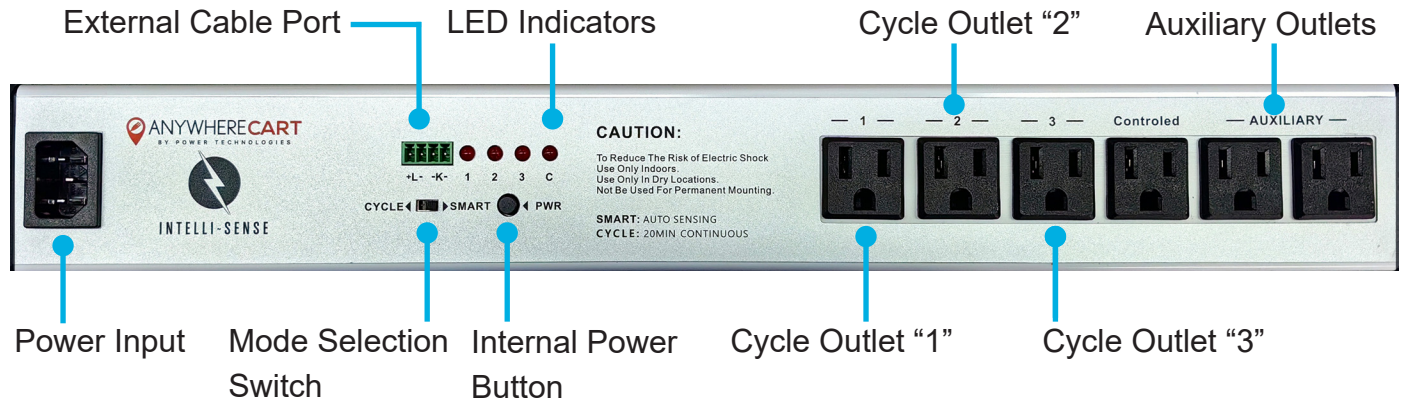 External Cable Port
LED Indicators
Cycle Outlet “2”
Auxiliary Outlets
ANYWHERECART
BY POWER TECHNOLOGIES
INTELLI-SENSE
+L- -K- 1 2 3 C
CYCLE SMART PWR
CAUTION:
To Reduce The Risk of Electric Shock
Use Only Indoors.
Use Only In Dry Locations.
Not Be Used For Permanent Mounting.
SMART: AUTO SENSING
CYCLE: 20MIN CONTINUOUS
— 1 — — 2 — — 3 — Controled — AUXILIARY —
Power Input
Mode Selection
Switch
Internal Power
Button
Cycle Outlet “1”
Cycle Outlet “3”